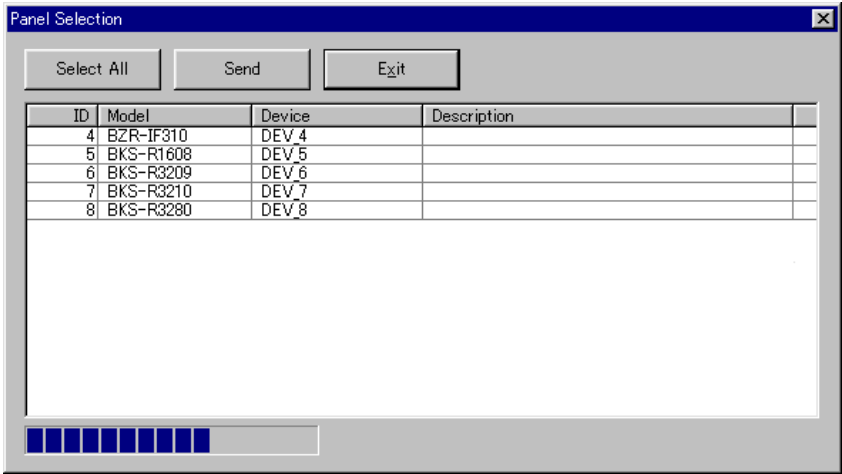 Panel Selection
Select All Send Exit
ID Model Device Description
4 BZR-IF310 DEV_4
5 BKS-R1608 DEV_5
6 BKS-R3209 DEV_6
7 BKS-R3210 DEV_7
8 BKS-R3280 DEV_8